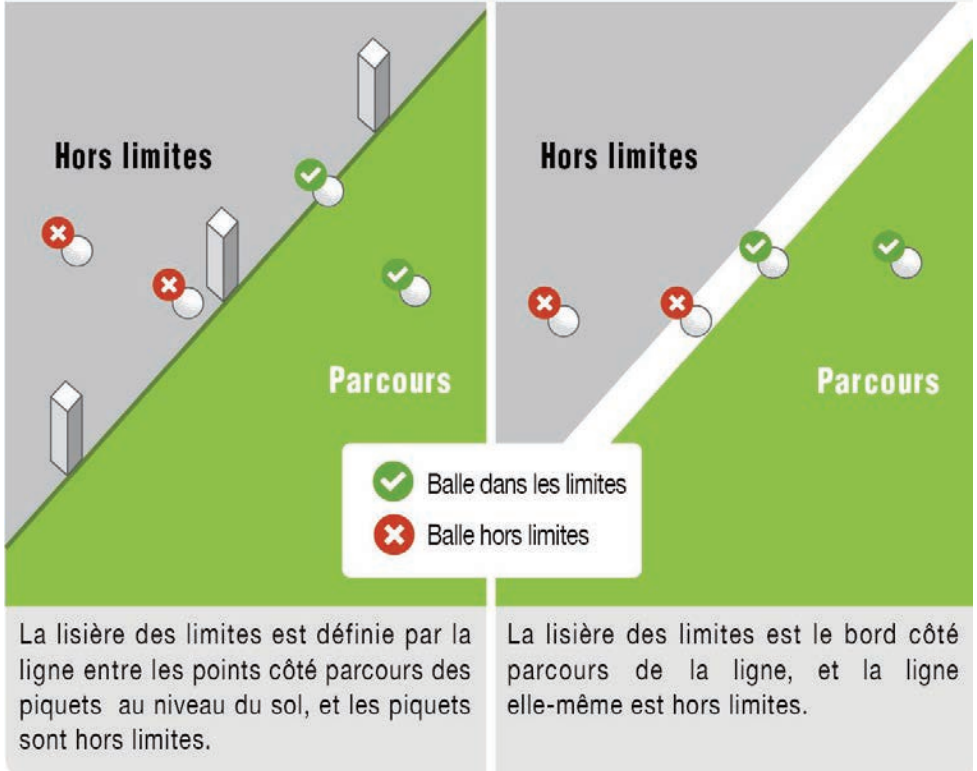 Hors limites
Parcours
Hors limites
Parcours
Balle dans les limites
Balle hors limites
La lisière des limites est définie par la
ligne entre les points côté parcours des
piquets au niveau du sol, et les piquets
sont hors limites.
La lisière des limites est le bord côté
parcours de la ligne, et la ligne
elle-même est hors limites.